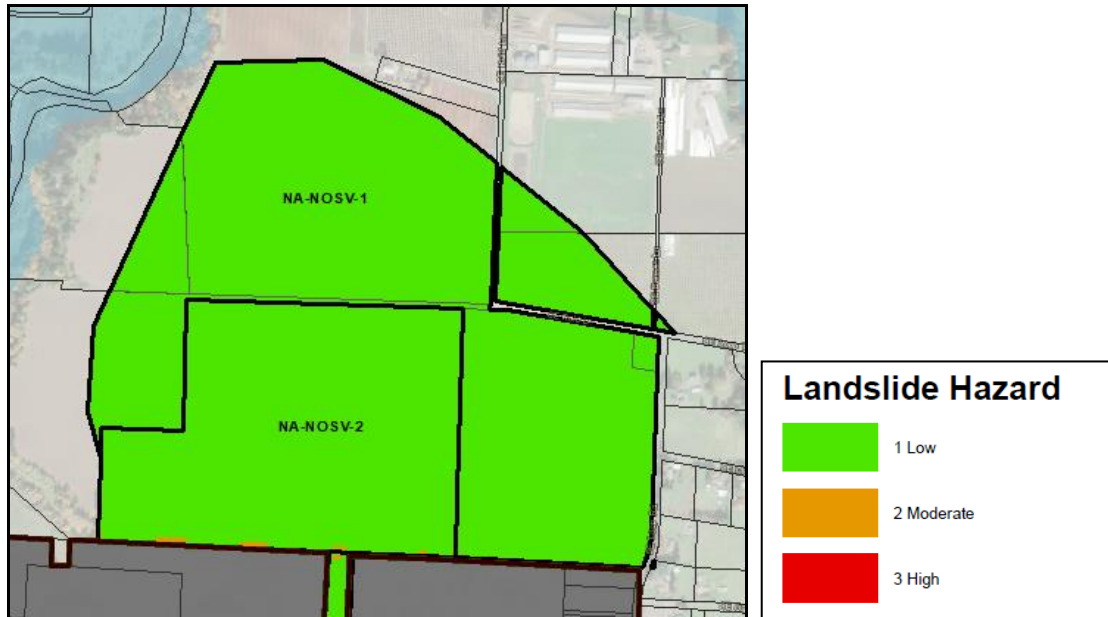 NA-NOSV-1
NA-NOSV-2
Landslide Hazard
1 Low
2 Moderate
3 High